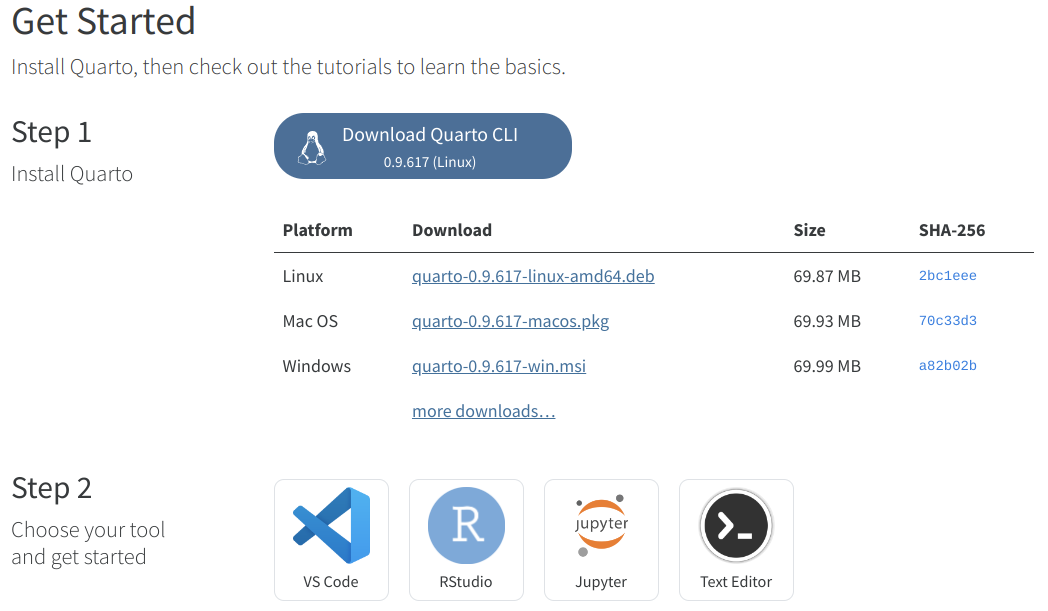 Get Started
Install Quarto, then check out the tutorials to learn the basics.
Step 1
Install Quarto
Download Quarto CLI
0.9.617 (Linux)
Platform Download Size SHA-256
Linux quarto-0.9.617-linux-amd64.deb 69.87 MB 2bc1eee
Mac OS quarto-0.9.617-macos.pkg 69.93 MB 70c33d3
Windows quarto-0.9.617-win.msi 69.99 MB a82b02b
more downloads…
Step 2
Choose your tool
and get started
R
jupyter
VS Code RStudio Jupyter Text Editor